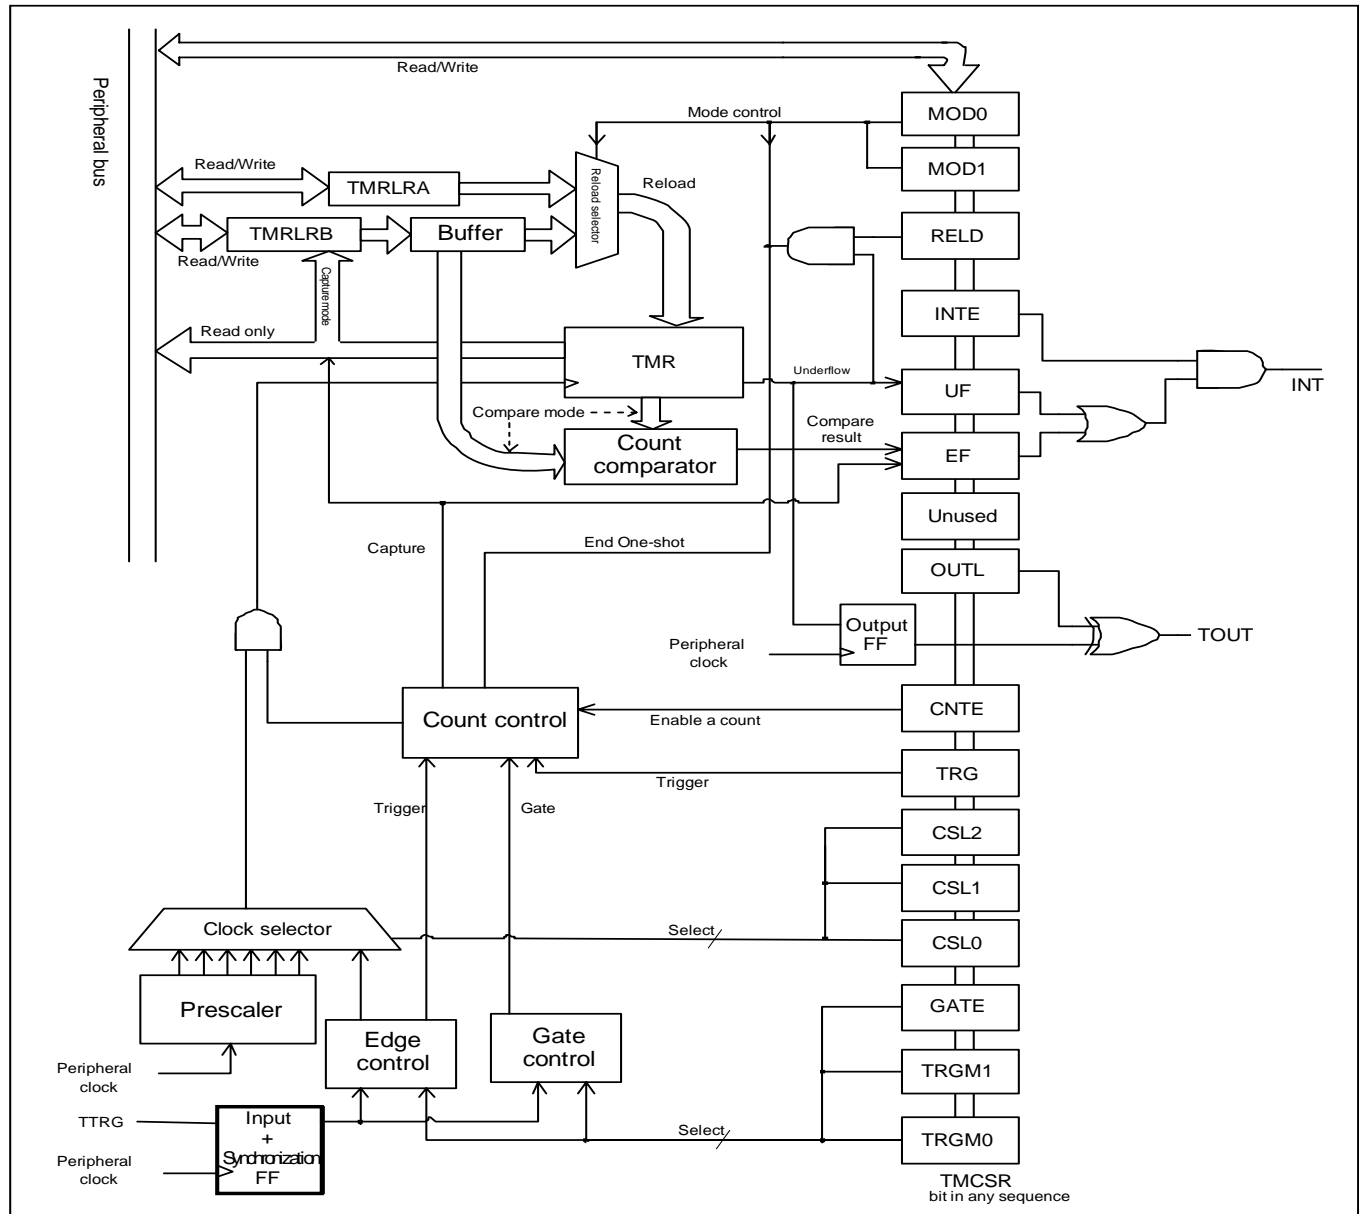 Read/Write
Peripheral bus
Mode control
MOD0
MOD1
Read/Write
TMRLRA
Reload selector
Reload
TMRLRB
Buffer
RELD
Read/Write
Capture mode
INTE
Read only
TMR
Underflow
UF
INT
Compare mode
Compare
result
Count
comparator
EF
Unused
Capture
End One-shot
OUTL
Output
FF
TOUT
Peripheral
clock
Count control
Enable a count
CNTE
Trigger
TRG
Trigger
Gate
CSL2
CSL1
Clock selector
Select
CSL0
Prescaler
GATE
Edge
control
Gate
control
Peripheral
clock
TRGM1
TTRG
Input
+
Synchronization
FF
Select
TRGM0
Peripheral
clock
TMCSR
bit in any sequence